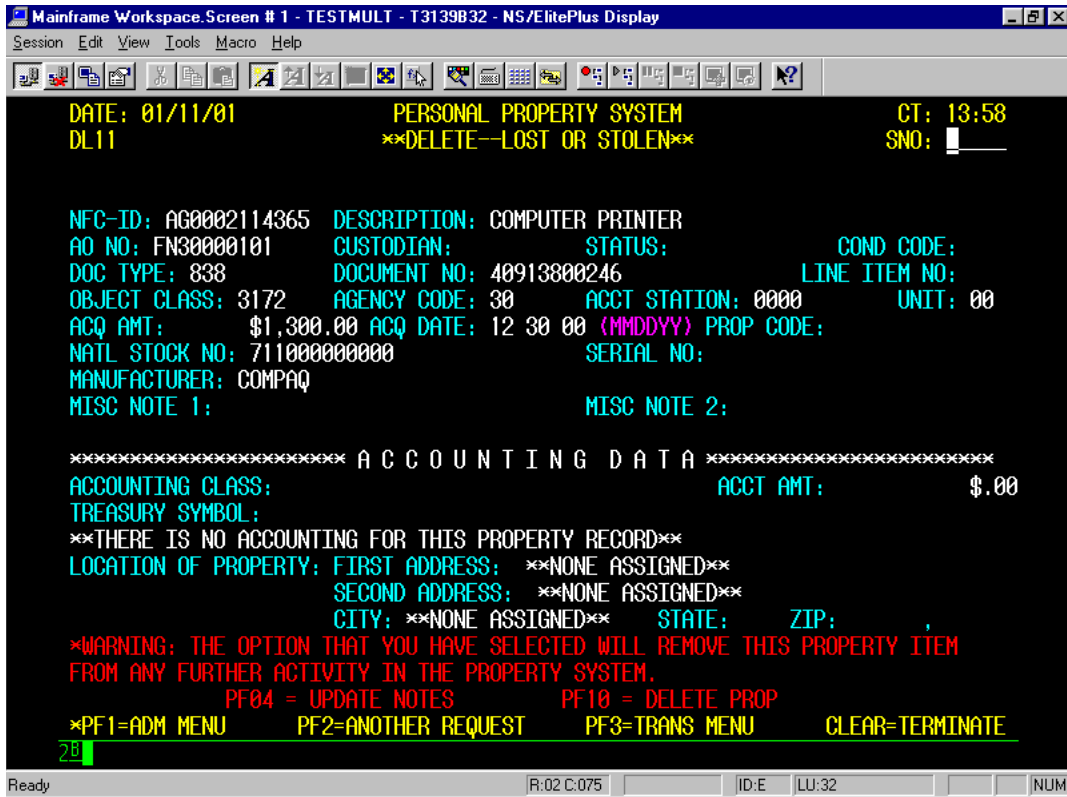 Mainframe Workspace.Screen # 1 - TESTMULT - T3139B32 - NS/ElitePlus Display
Session Edit View Tools Macro Help
DATE: 01/11/01 PERSONAL PROPERTY SYSTEM CT: 13:58
DL11 **DELETE--LOST OR STOLEN** SNO:
NFC-ID: AG0002114365 DESCRIPTION: COMPUTER PRINTER
AO NO: FN30000101 CUSTODIAN: STATUS: COND CODE:
DOC TYPE: 838 DOCUMENT NO: 40913800246 LINE ITEM NO:
OBJECT CLASS: 3172 AGENCY CODE: 30 ACCT STATION: 0000 UNIT: 00
ACQ AMT: $1,300.00 ACQ DATE: 12 30 00 (MMDDYY) PROP CODE:
NATL STOCK NO: 711000000000 SERIAL NO:
MANUFACTURER: COMPAQ
MISC NOTE 1: MISC NOTE 2:
*********************** A C C O U N T I N G D A T A ************************
ACCOUNTING CLASS: ACCT AMT: $.00
TREASURY SYMBOL:
**THERE IS NO ACCOUNTING FOR THIS PROPERTY RECORD**
LOCATION OF PROPERTY: FIRST ADDRESS: **NONE ASSIGNED**
SECOND ADDRESS: **NONE ASSIGNED**
CITY: **NONE ASSIGNED** STATE: ZIP: ,
*WARNING: THE OPTION THAT YOU HAVE SELECTED WILL REMOVE THIS PROPERTY ITEM
FROM ANY FURTHER ACTIVITY IN THE PROPERTY SYSTEM.
PF04 = UPDATE NOTES PF10 = DELETE PROP
*PF1=ADM MENU PF2=ANOTHER REQUEST PF3=TRANS MENU CLEAR=TERMINATE
2B
Ready R:02 C:075 ID:E LU:32 NUM